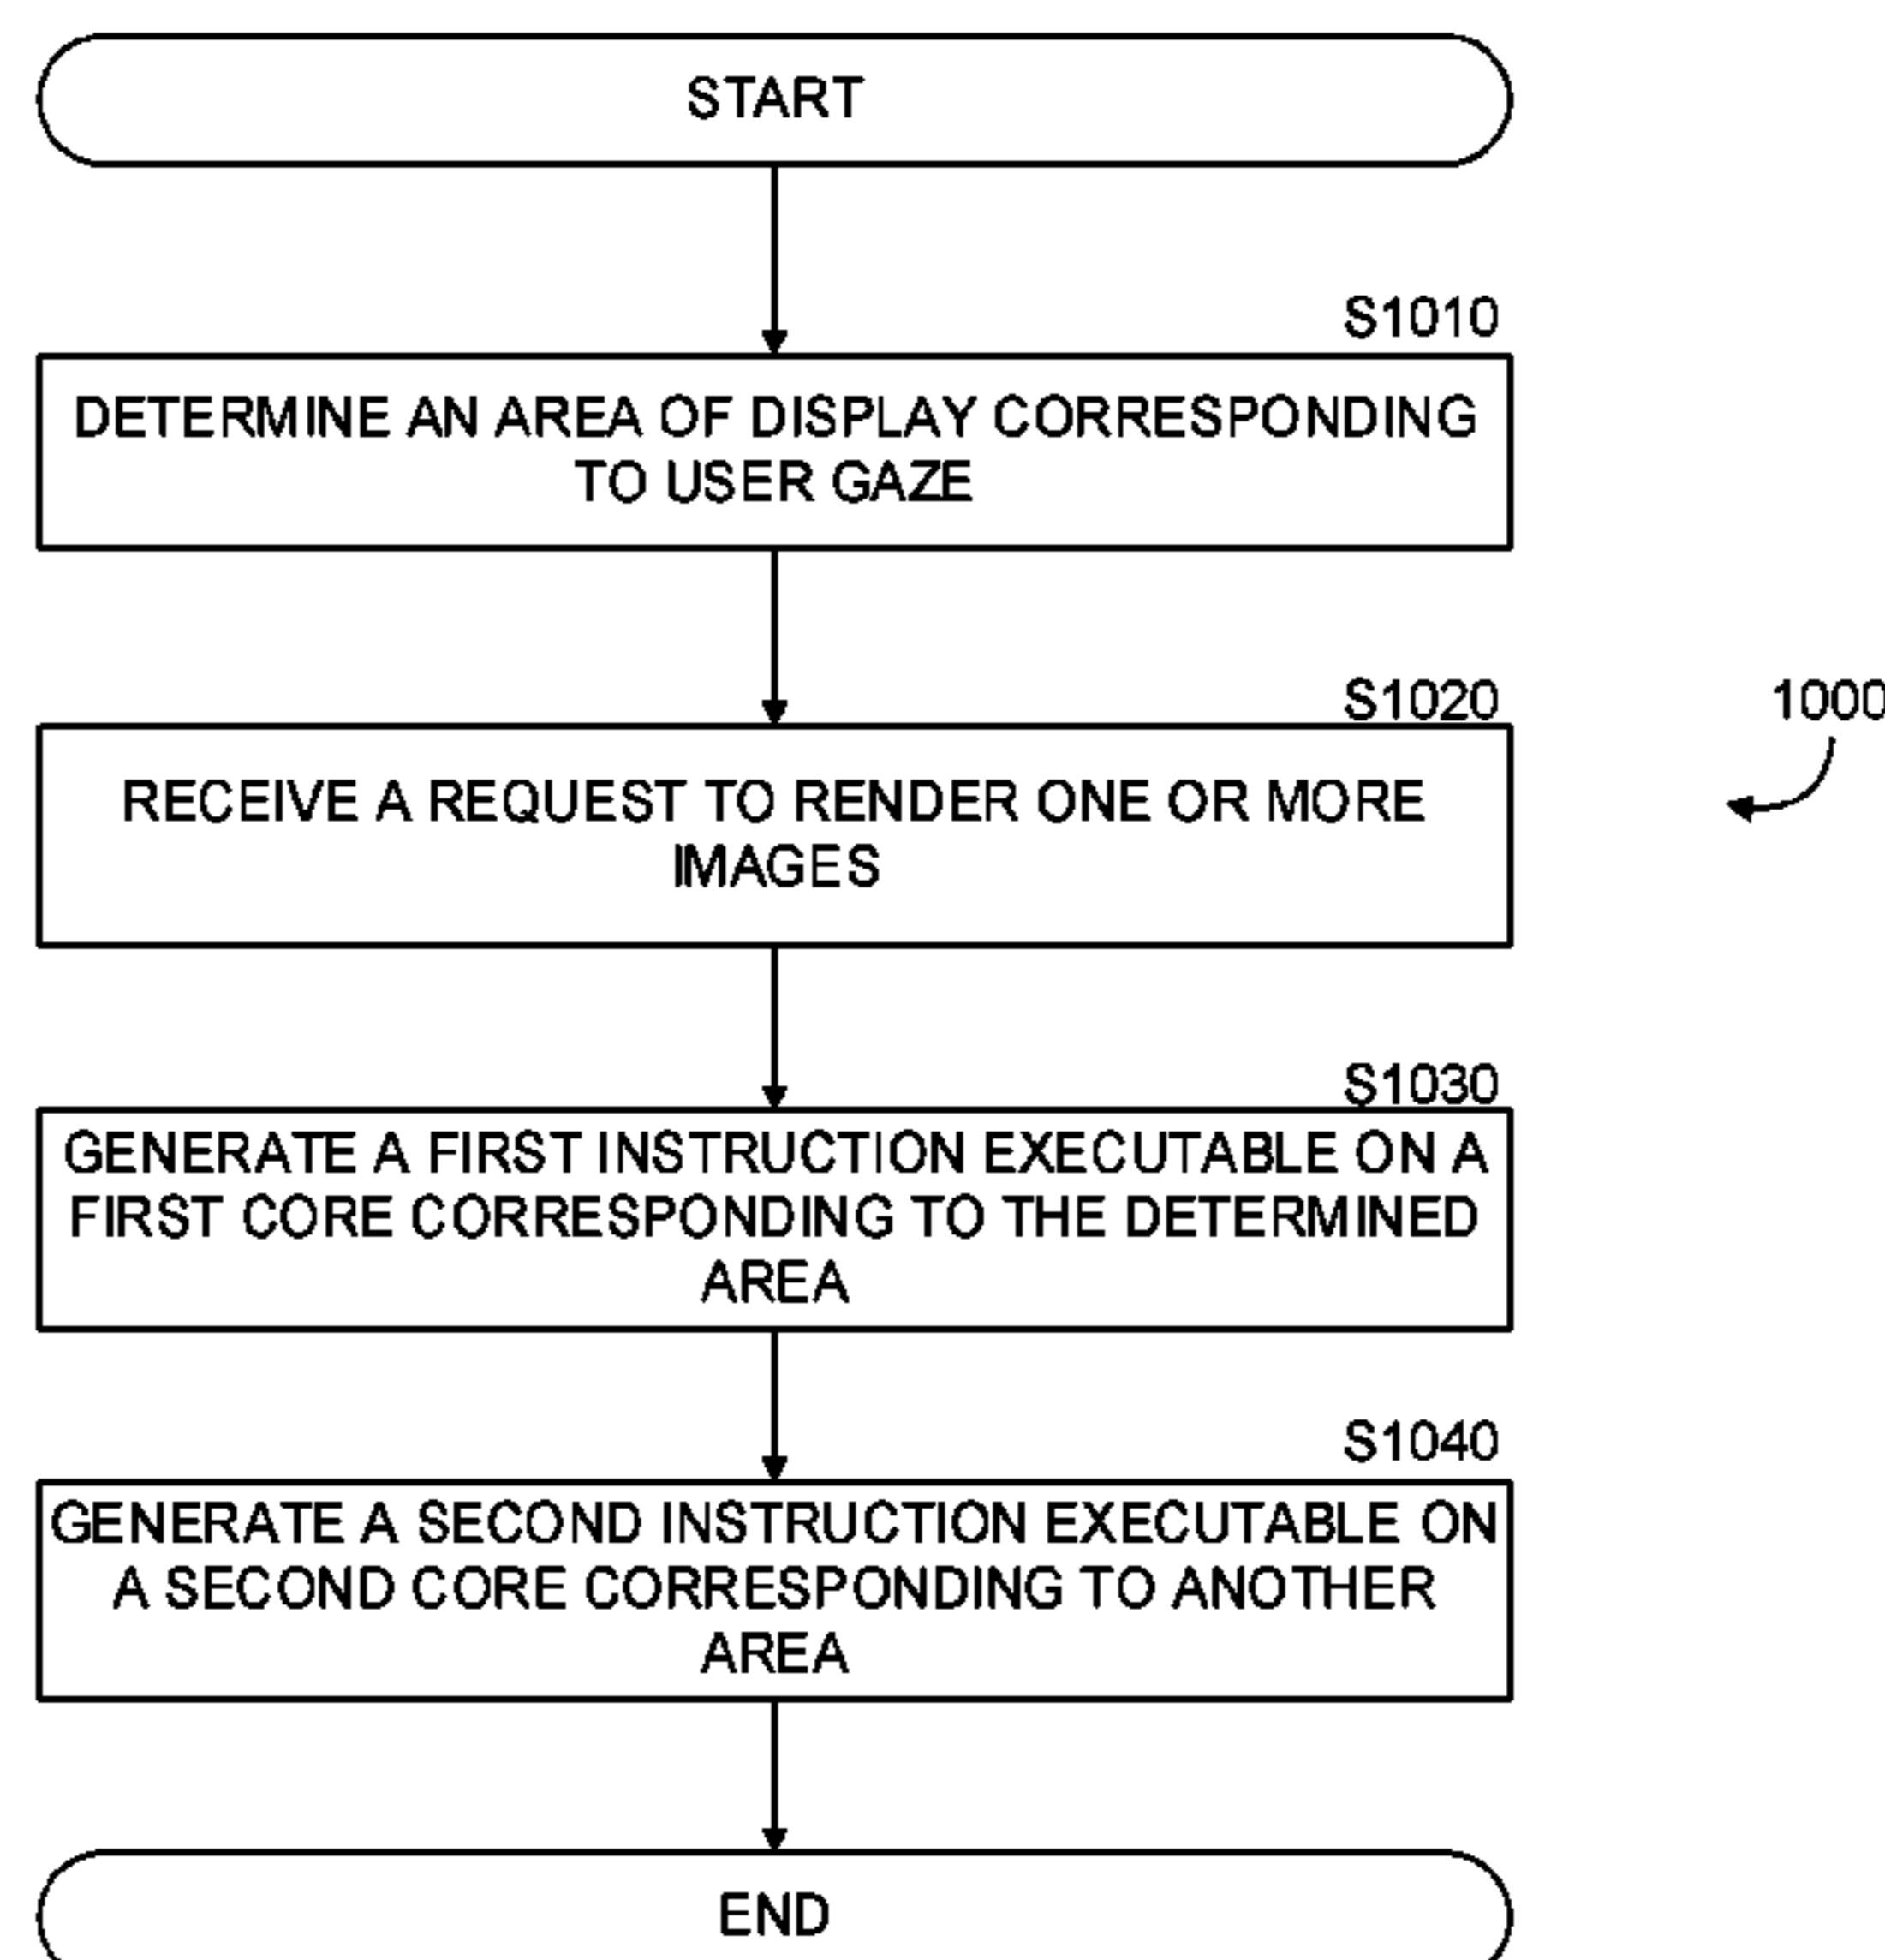 START
S1010
DETERMINE AN AREA OF DISPLAY CORRESPONDING
TO USER GAZE
S1020
1000
RECEIVE A REQUEST TO RENDER ONE OR MORE
IMAGES
S1030
GENERATE A FIRST INSTRUCTION EXECUTABLE ON A
FIRST CORE CORRESPONDING TO THE DETERMINED
AREA
S1040
GENERATE A SECOND INSTRUCTION EXECUTABLE ON
A SECOND CORE CORRESPONDING TO ANOTHER
AREA
END